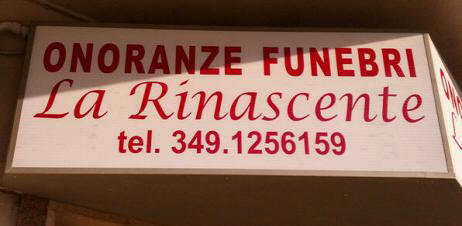 ONORANZE FUNEBRI
La Rinascente
tel. 349.1256159